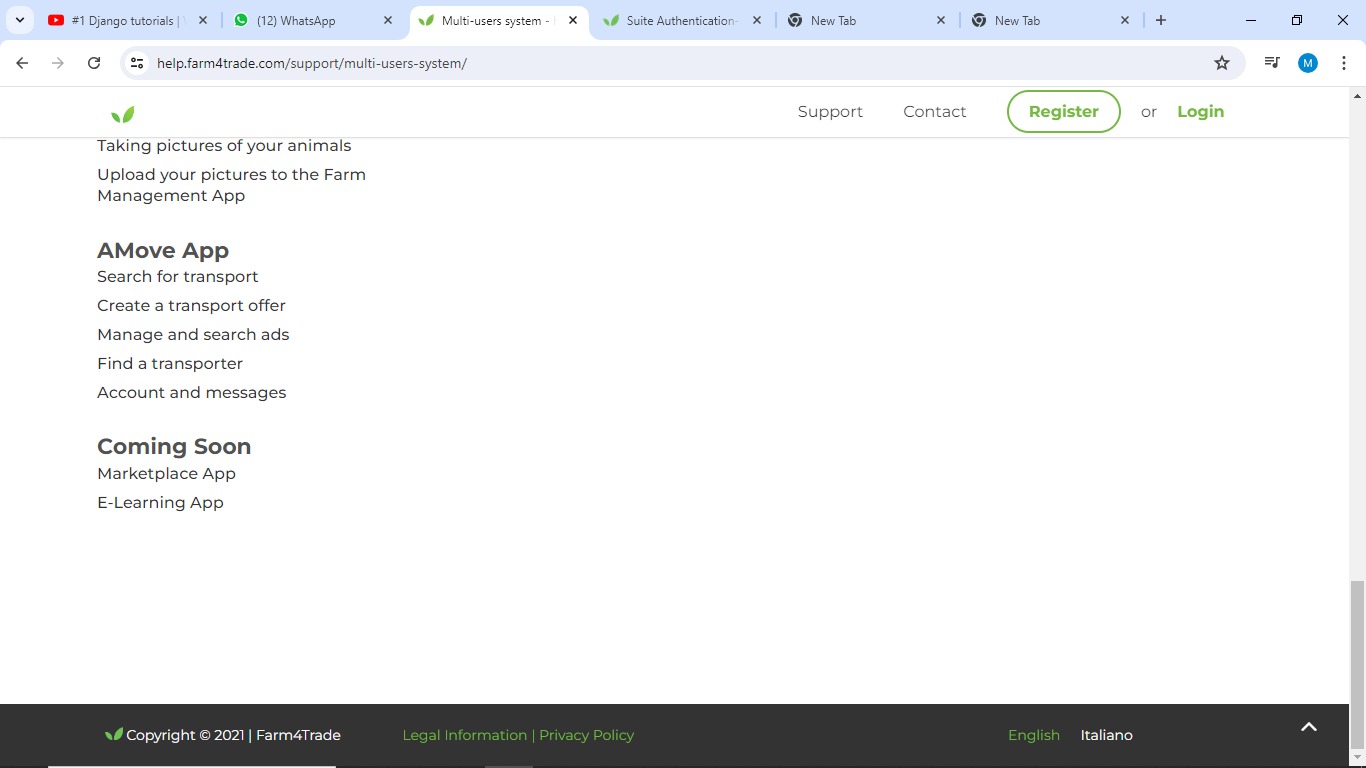 #1 Django tutorials |
(12) WhatsApp
Multi-users system -
Suite Authentication-
New Tab
New Tab
help.farm4trade.com/support/multi-users-system/
M
Support
Contact
Register
or
Login
Taking pictures of your animals
Upload your pictures to the Farm
Management App
AMove App
Search for transport
Create a transport offer
Manage and search ads
Find a transporter
Account and messages
Coming Soon
Marketplace App
E-Learning App
Copyright © 2021 | Farm4Trade
Legal Information | Privacy Policy
English
Italiano